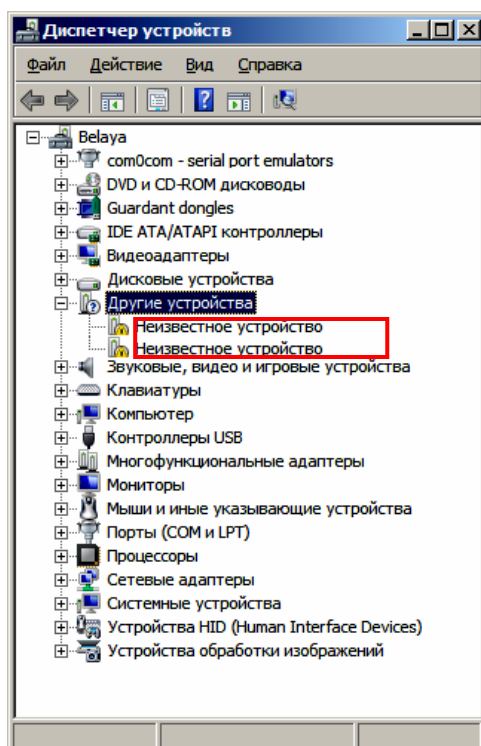 Диспетчер устройств
Файл Действие Вид Справка
Belaya
com0com - serial port emulators
DVD и CD-ROM дисководы
Guardant dongles
IDE ATA/ATAPI контроллеры
Видеоадаптеры
Дисковые устройства
Другие устройства
Неизвестное устройство
Неизвестное устройство
Звуковые, видео и игровые устройства
Клавиатуры
Компьютер
Контроллеры USB
Многофункциональные адаптеры
Мониторы
Мыши и иные указывающие устройства
Порты (COM и LPT)
Процессоры
Сетевые адаптеры
Системные устройства
Устройства HID (Human Interface Devices)
Устройства обработки изображений